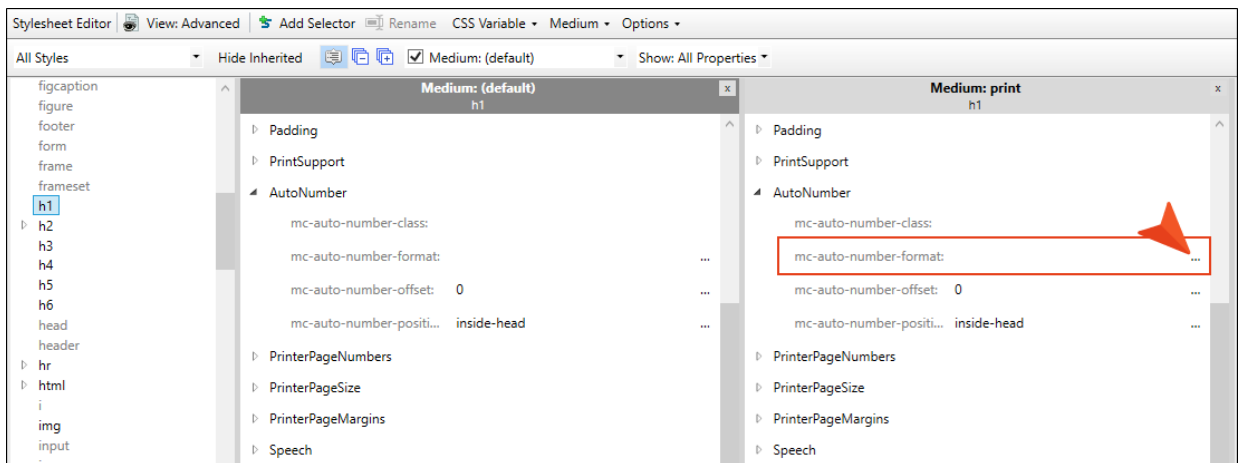 Stylesheet Editor View: Advanced Add Selector Rename CSS Variable Medium Options
All Styles Hide Inherited Medium: (default) Show: All Properties
figcaption
figure
footer
form
frame
frameset
h1
h2
h3
h4
h5
h6
head
header
hr
html
i
img
input
Medium: (default) x
h1
Padding
PrintSupport
AutoNumber
mc-auto-number-class:
mc-auto-number-format: ...
mc-auto-number-offset: 0 ...
mc-auto-number-positi... inside-head ...
PrinterPageNumbers
PrinterPageSize
PrinterPageMargins
Speech
Medium: print x
h1
Padding
PrintSupport
AutoNumber
mc-auto-number-class:
mc-auto-number-format: ...
mc-auto-number-offset: 0 ...
mc-auto-number-positi... inside-head ...
PrinterPageNumbers
PrinterPageSize
PrinterPageMargins
Speech